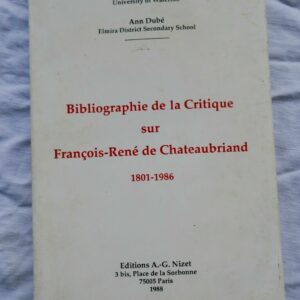 University of Waterloo
Ann Dubé
Elmira District Secondary School
Bibliographie de la Critique
sur
François-René de Chateaubriand
1801-1986
Editions A.-G. Nizet
3 bis, Place de la Sorbonne
75005 Paris
1988